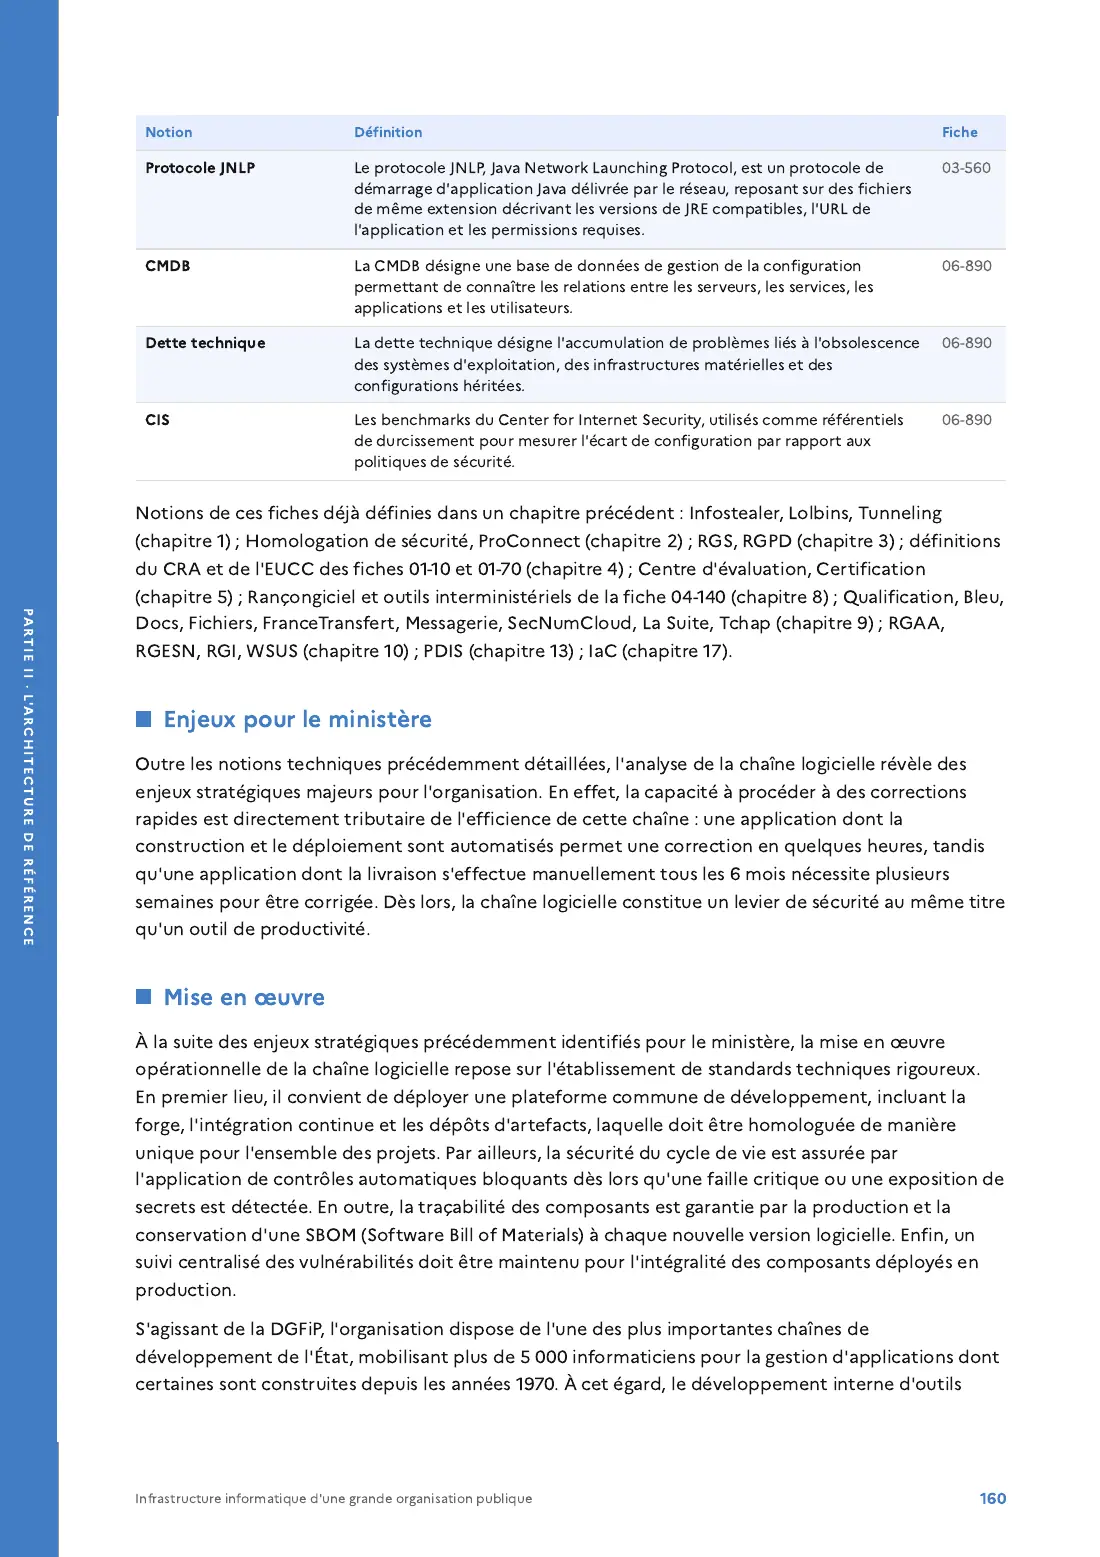 Notion Définition Fiche
Protocole JNLP Le protocole JNLP, Java Network Launching Protocol, est un protocole de 03-560
démarrage d'application Java délivrée par le réseau, reposant sur des fichiers
de même extension décrivant les versions de JRE compatibles, l'URL de
l'application et les permissions requises.
CMDB La CMDB désigne une base de données de gestion de la configuration 06-890
permettant de connaître les relations entre les serveurs, les services, les
applications et les utilisateurs.
Dette technique La dette technique désigne l'accumulation de problèmes liés à l'obsolescence 06-890
des systèmes d'exploitation, des infrastructures matérielles et des
configurations héritées.
CIS Les benchmarks du Center for Internet Security, utilisés comme référentiels 06-890
de durcissement pour mesurer l'écart de configuration par rapport aux
politiques de sécurité.
Notions de ces fiches déjà définies dans un chapitre précédent : Infostealer, Lolbins, Tunneling
(chapitre 1) ; Homologation de sécurité, ProConnect (chapitre 2) ; RGS, RGPD (chapitre 3) ; définitions
du CRA et de l'EUCC des fiches 01-10 et 01-70 (chapitre 4) ; Centre d'évaluation, Certification
(chapitre 5) ; Rançongiciel et outils interministériels de la fiche 04-140 (chapitre 8) ; Qualification, Bleu,
Docs, Fichiers, FranceTransfert, Messagerie, SecNumCloud, La Suite, Tchap (chapitre 9) ; RGAA,
RGESN, RGI, WSUS (chapitre 10) ; PDIS (chapitre 13) ; IaC (chapitre 17).
Enjeux pour le ministère
Outre les notions techniques précédemment détaillées, l'analyse de la chaîne logicielle révèle des
enjeux stratégiques majeurs pour l'organisation. En effet, la capacité à procéder à des corrections
rapides est directement tributaire de l'efficience de cette chaîne : une application dont la
construction et le déploiement sont automatisés permet une correction en quelques heures, tandis
qu'une application dont la livraison s'effectue manuellement tous les 6 mois nécessite plusieurs
semaines pour être corrigée. Dès lors, la chaîne logicielle constitue un levier de sécurité au même titre
qu'un outil de productivité.
Mise en œuvre
À la suite des enjeux stratégiques précédemment identifiés pour le ministère, la mise en œuvre
opérationnelle de la chaîne logicielle repose sur l'établissement de standards techniques rigoureux.
En premier lieu, il convient de déployer une plateforme commune de développement, incluant la
forge, l'intégration continue et les dépôts d'artefacts, laquelle doit être homologuée de manière
unique pour l'ensemble des projets. Par ailleurs, la sécurité du cycle de vie est assurée par
l'application de contrôles automatiques bloquants dès lors qu'une faille critique ou une exposition de
secrets est détectée. En outre, la traçabilité des composants est garantie par la production et la
conservation d'une SBOM (Software Bill of Materials) à chaque nouvelle version logicielle. Enfin, un
suivi centralisé des vulnérabilités doit être maintenu pour l'intégralité des composants déployés en
production.
S'agissant de la DGFiP, l'organisation dispose de l'une des plus importantes chaînes de
développement de l'État, mobilisant plus de 5 000 informaticiens pour la gestion d'applications dont
certaines sont construites depuis les années 1970. À cet égard, le développement interne d'outils
PARTIE II · L'ARCHITECTURE DE RÉFÉRENCE
Infrastructure informatique d'une grande organisation publique 160